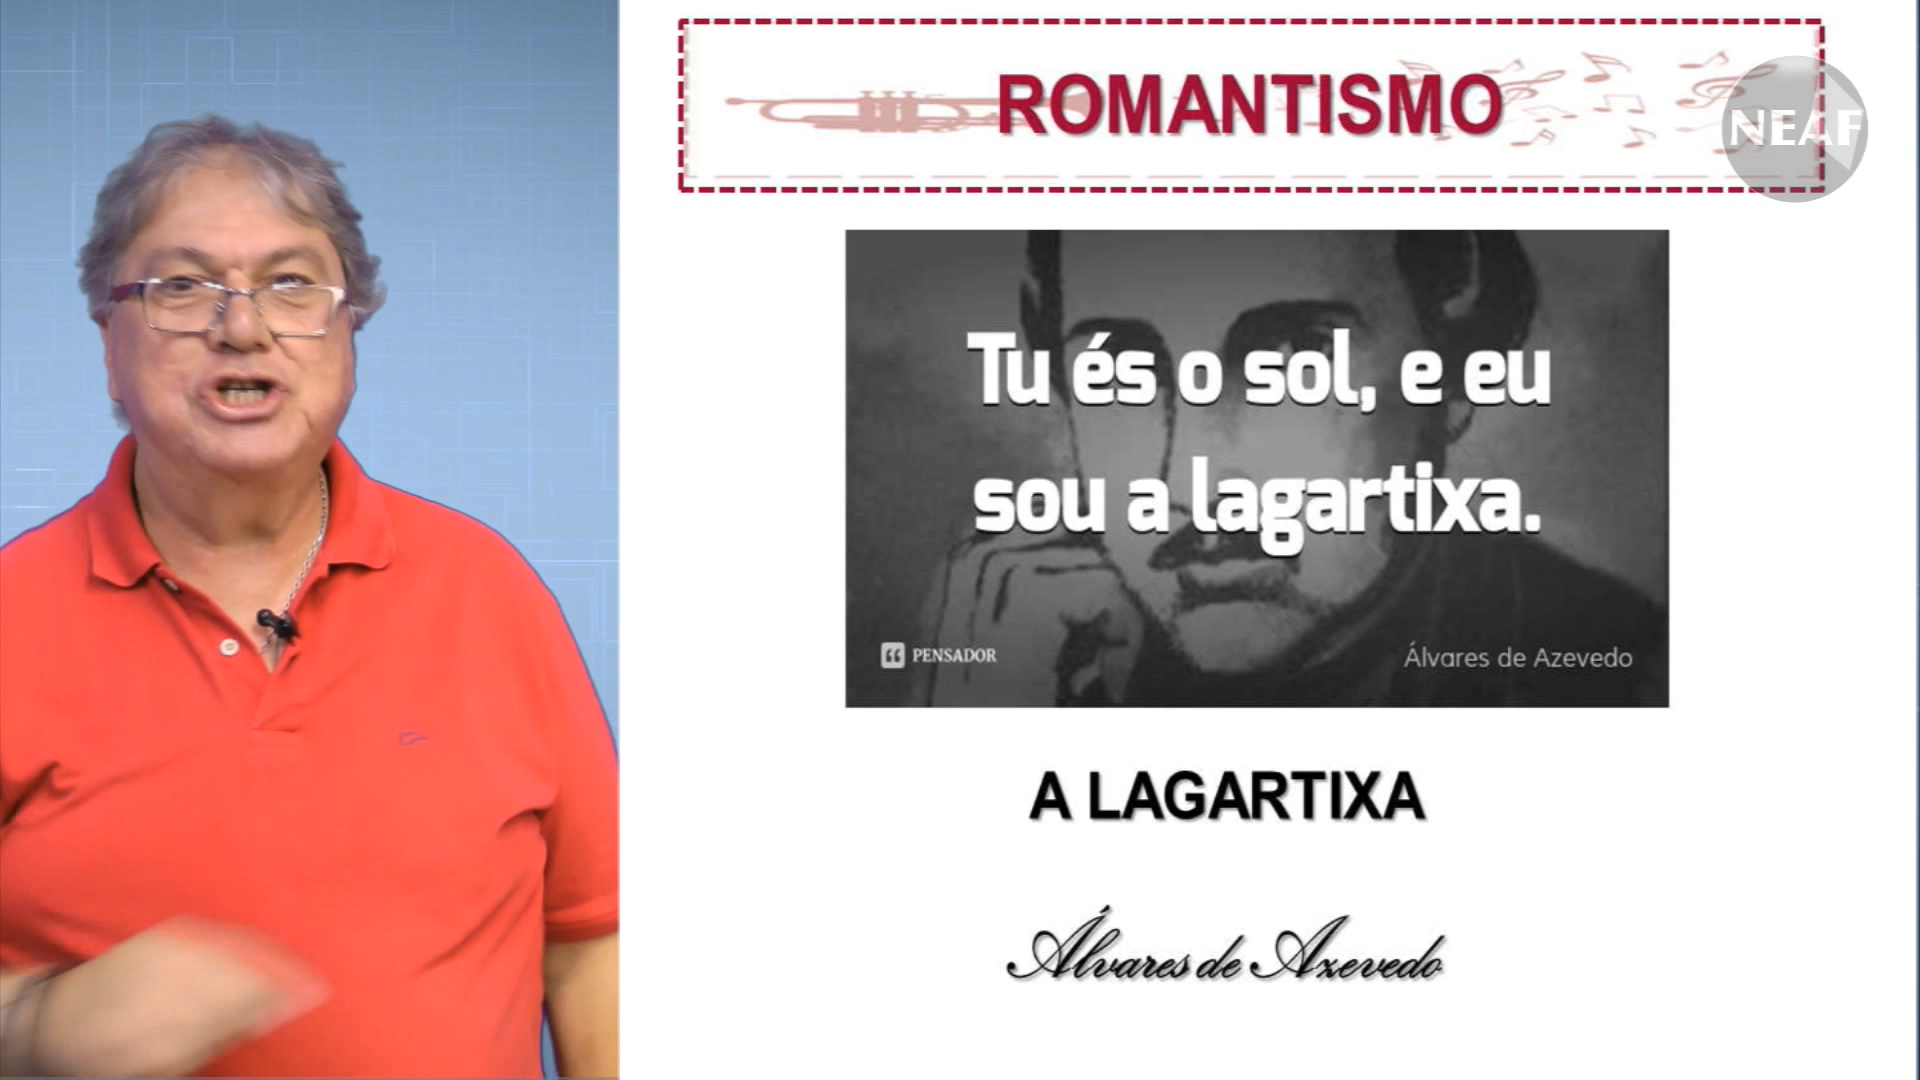 ROMANTISMO
NEAF
Tu és o sol, e eu
sou a lagartixa.
PENSADOR
Álvares de Azevedo
A LAGARTIXA
Álvares de Azevedo